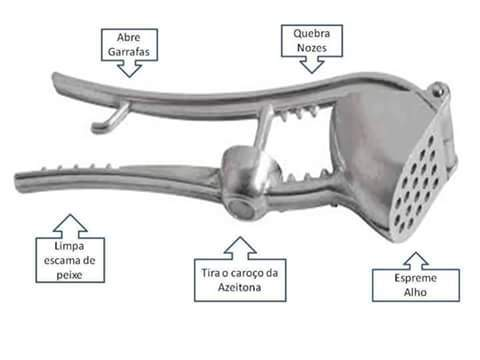 Abre
Garrafas
Quebra
Nozes
Limpa
escama de
peixe
Tira o caroço da
Azeitona
Espreme
Alho